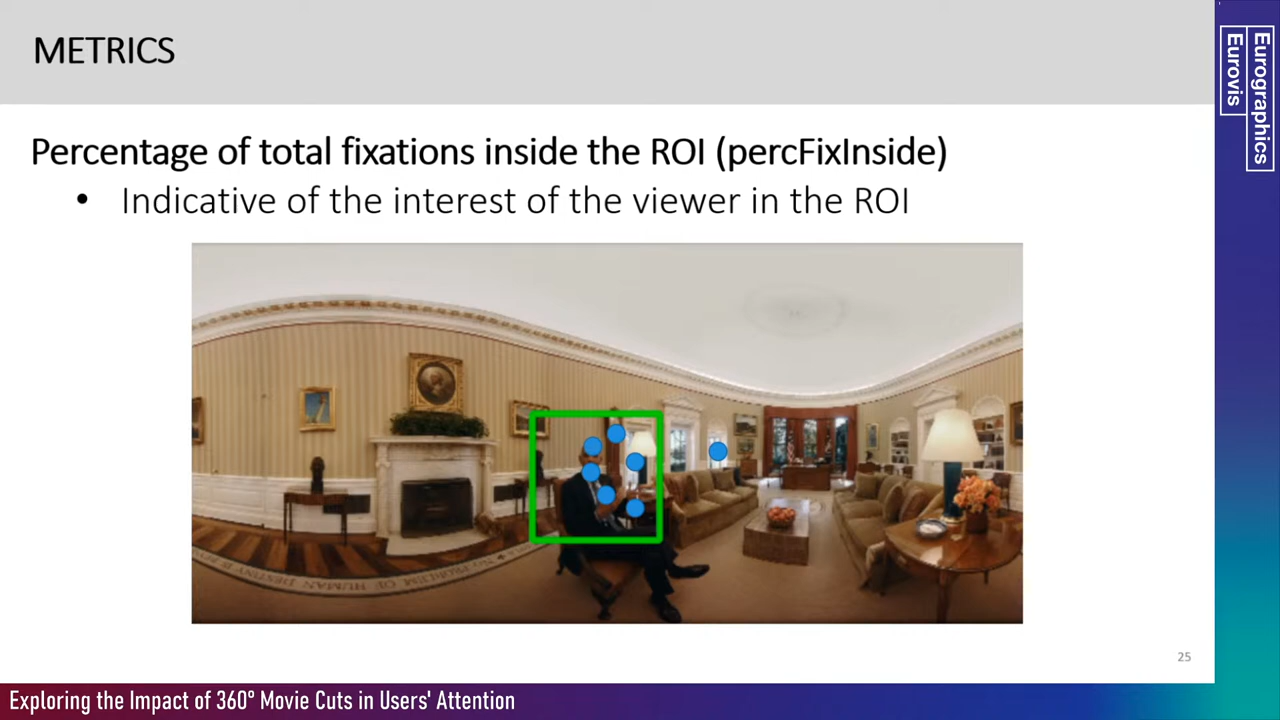 METRICS
Percentage of total fixations inside the ROI (percFixInside)
• Indicative of the interest of the viewer in the ROI
25
Exploring the Impact of 360° Movie Cuts in Users' Attention
Eurographics
Eurovis